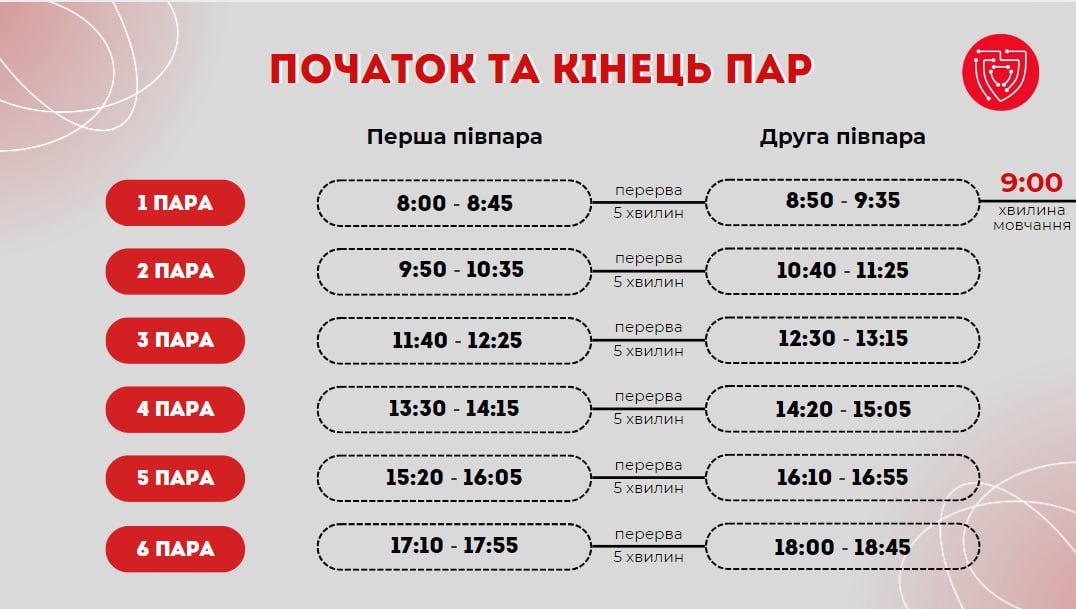 ПОЧАТОК ТА КІНЕЦЬ ПАР
Перша півпара
Друга півпара
1 ПАРА
8:00 - 8:45
перерва
5 хвилин
8:50 - 9:35
9:00
хвилина
мовчання
2 ПАРА
9:50 - 10:35
перерва
5 хвилин
10:40 - 11:25
3 ПАРА
11:40 - 12:25
перерва
5 хвилин
12:30 - 13:15
4 ПАРА
13:30 - 14:15
перерва
5 хвилин
14:20 - 15:05
5 ПАРА
15:20 - 16:05
перерва
5 хвилин
16:10 - 16:55
6 ПАРА
17:10 - 17:55
перерва
5 хвилин
18:00 - 18:45